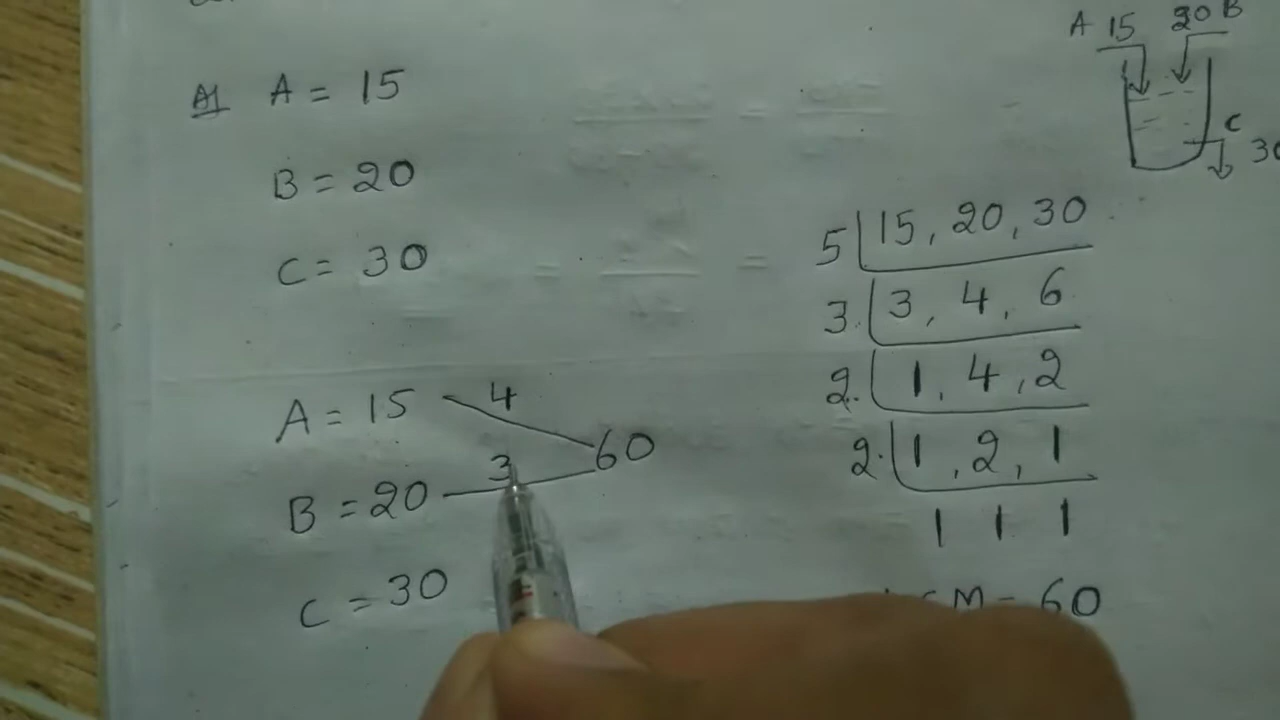 A 15 20 B
C
A] A = 15
B = 20
C = 30
5 | 15, 20, 30
3. | 3, 4, 6
2. | 1, 4, 2
2. | 1, 2, 1
1 1 1
A = 15 4
60
B = 20 3
C = 30
M = 60